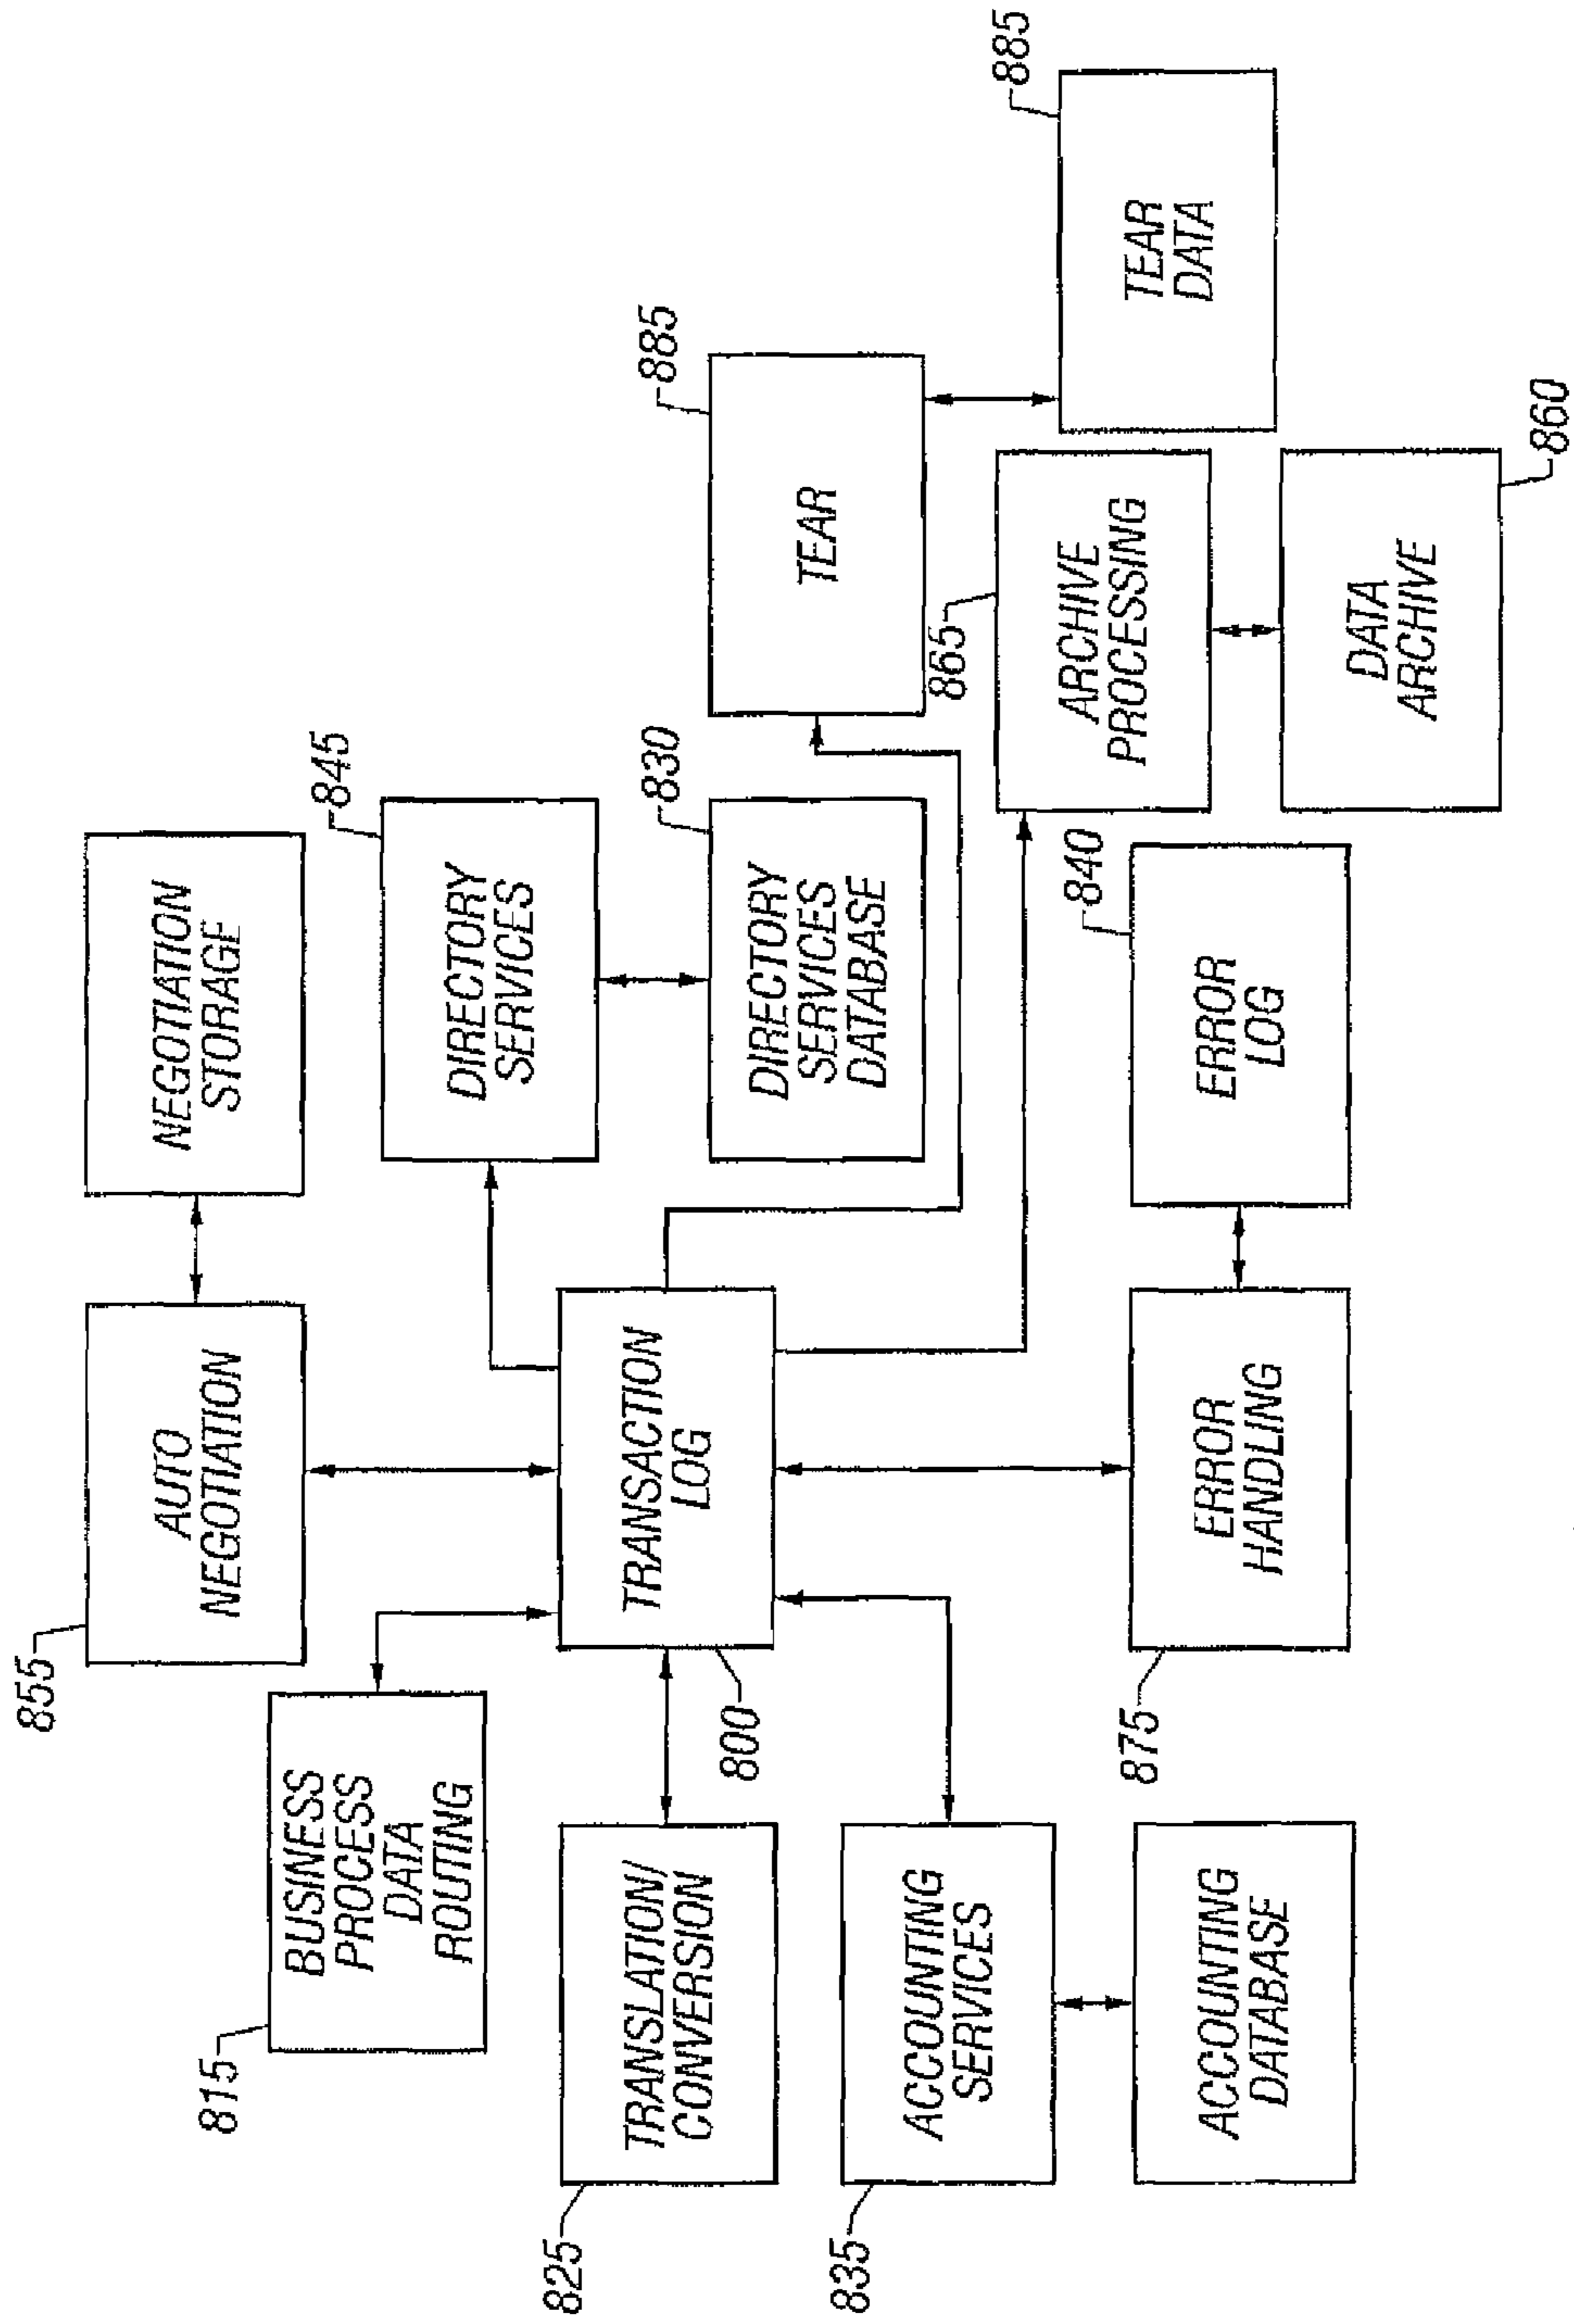 855
AUTO
NEGOTIATION
NEGOTIATION
STORAGE
815
BUSINESS
PROCESS
DATA
ROUTING
845
DIRECTORY
SERVICES
825
TRANSLATION/
CONVERSION
TRANSACTION
LOG
800
830
DIRECTORY
SERVICES
DATABASE
885
TEAR
835
ACCOUNTING
SERVICES
865
ARCHIVE
PROCESSING
885
TEAR
DATA
ACCOUNTING
DATABASE
875
ERROR
HANDLING
840
ERROR
LOG
DATA
ARCHIVE
860